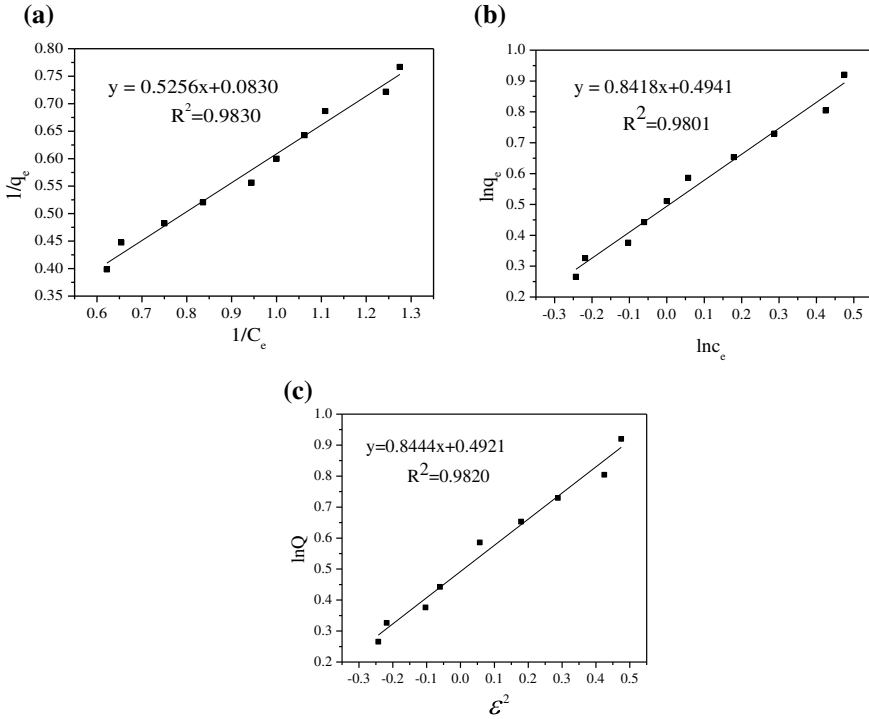 (a)
0.80
0.75
0.70
0.65
0.60
0.55
0.50
0.45
0.40
0.35
1/qₑ
y = 0.5256x+0.0830
R²=0.9830
0.6 0.7 0.8 0.9 1.0 1.1 1.2 1.3
1/Cₑ
(b)
1.0
0.9
0.8
0.7
0.6
0.5
0.4
0.3
0.2
lnqₑ
y = 0.8418x+0.4941
R²=0.9801
-0.3 -0.2 -0.1 0.0 0.1 0.2 0.3 0.4 0.5
lncₑ
(c)
1.0
0.9
0.8
0.7
0.6
0.5
0.4
0.3
0.2
lnQ
y=0.8444x+0.4921
R²=0.9820
-0.3 -0.2 -0.1 0.0 0.1 0.2 0.3 0.4 0.5
ε²